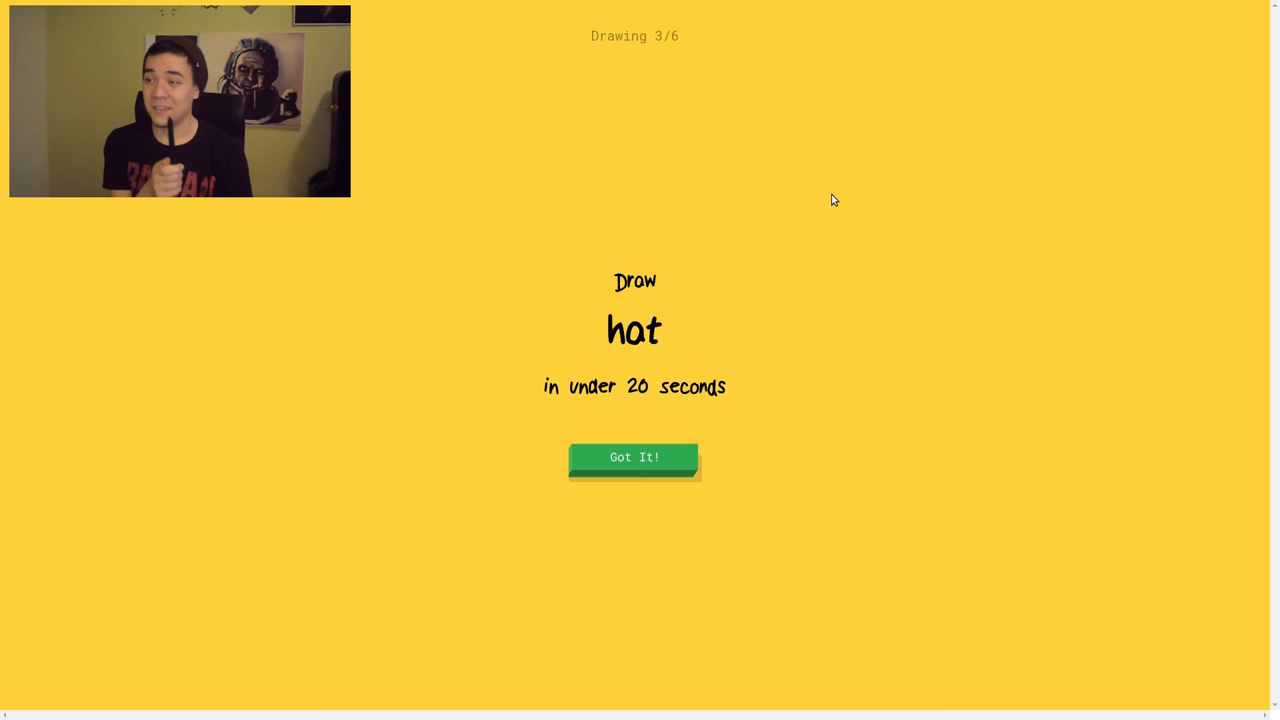 Drawing 3/6
Draw
hat
in under 20 seconds
Got It!